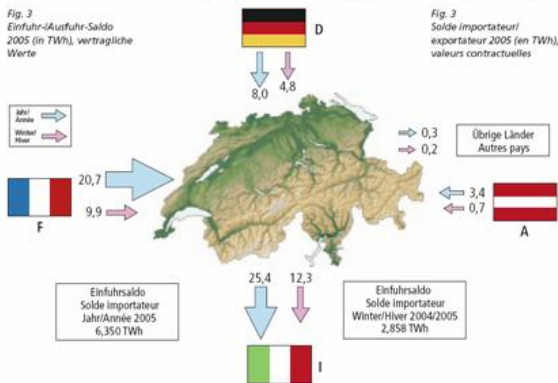 Fig. 3
Einfuhr-/Ausfuhr-Saldo
2005 (in TWh), vertragliche
Werte
D
Fig. 3
Solde importateur/
exportateur 2005 (en TWh),
valeurs contractuelles
8,0
4,8
Jahr/
Année
Winter/
Hiver
0,3
0,2
Übrige Länder
Autres pays
20,7
9,9
F
3,4
0,7
A
25,4
12,3
Einfuhrsaldo
Solde importateur
Jahr/Année 2005
6,350 TWh
Einfuhrsaldo
Solde importateur
Winter/Hiver 2004/2005
2,858 TWh
I